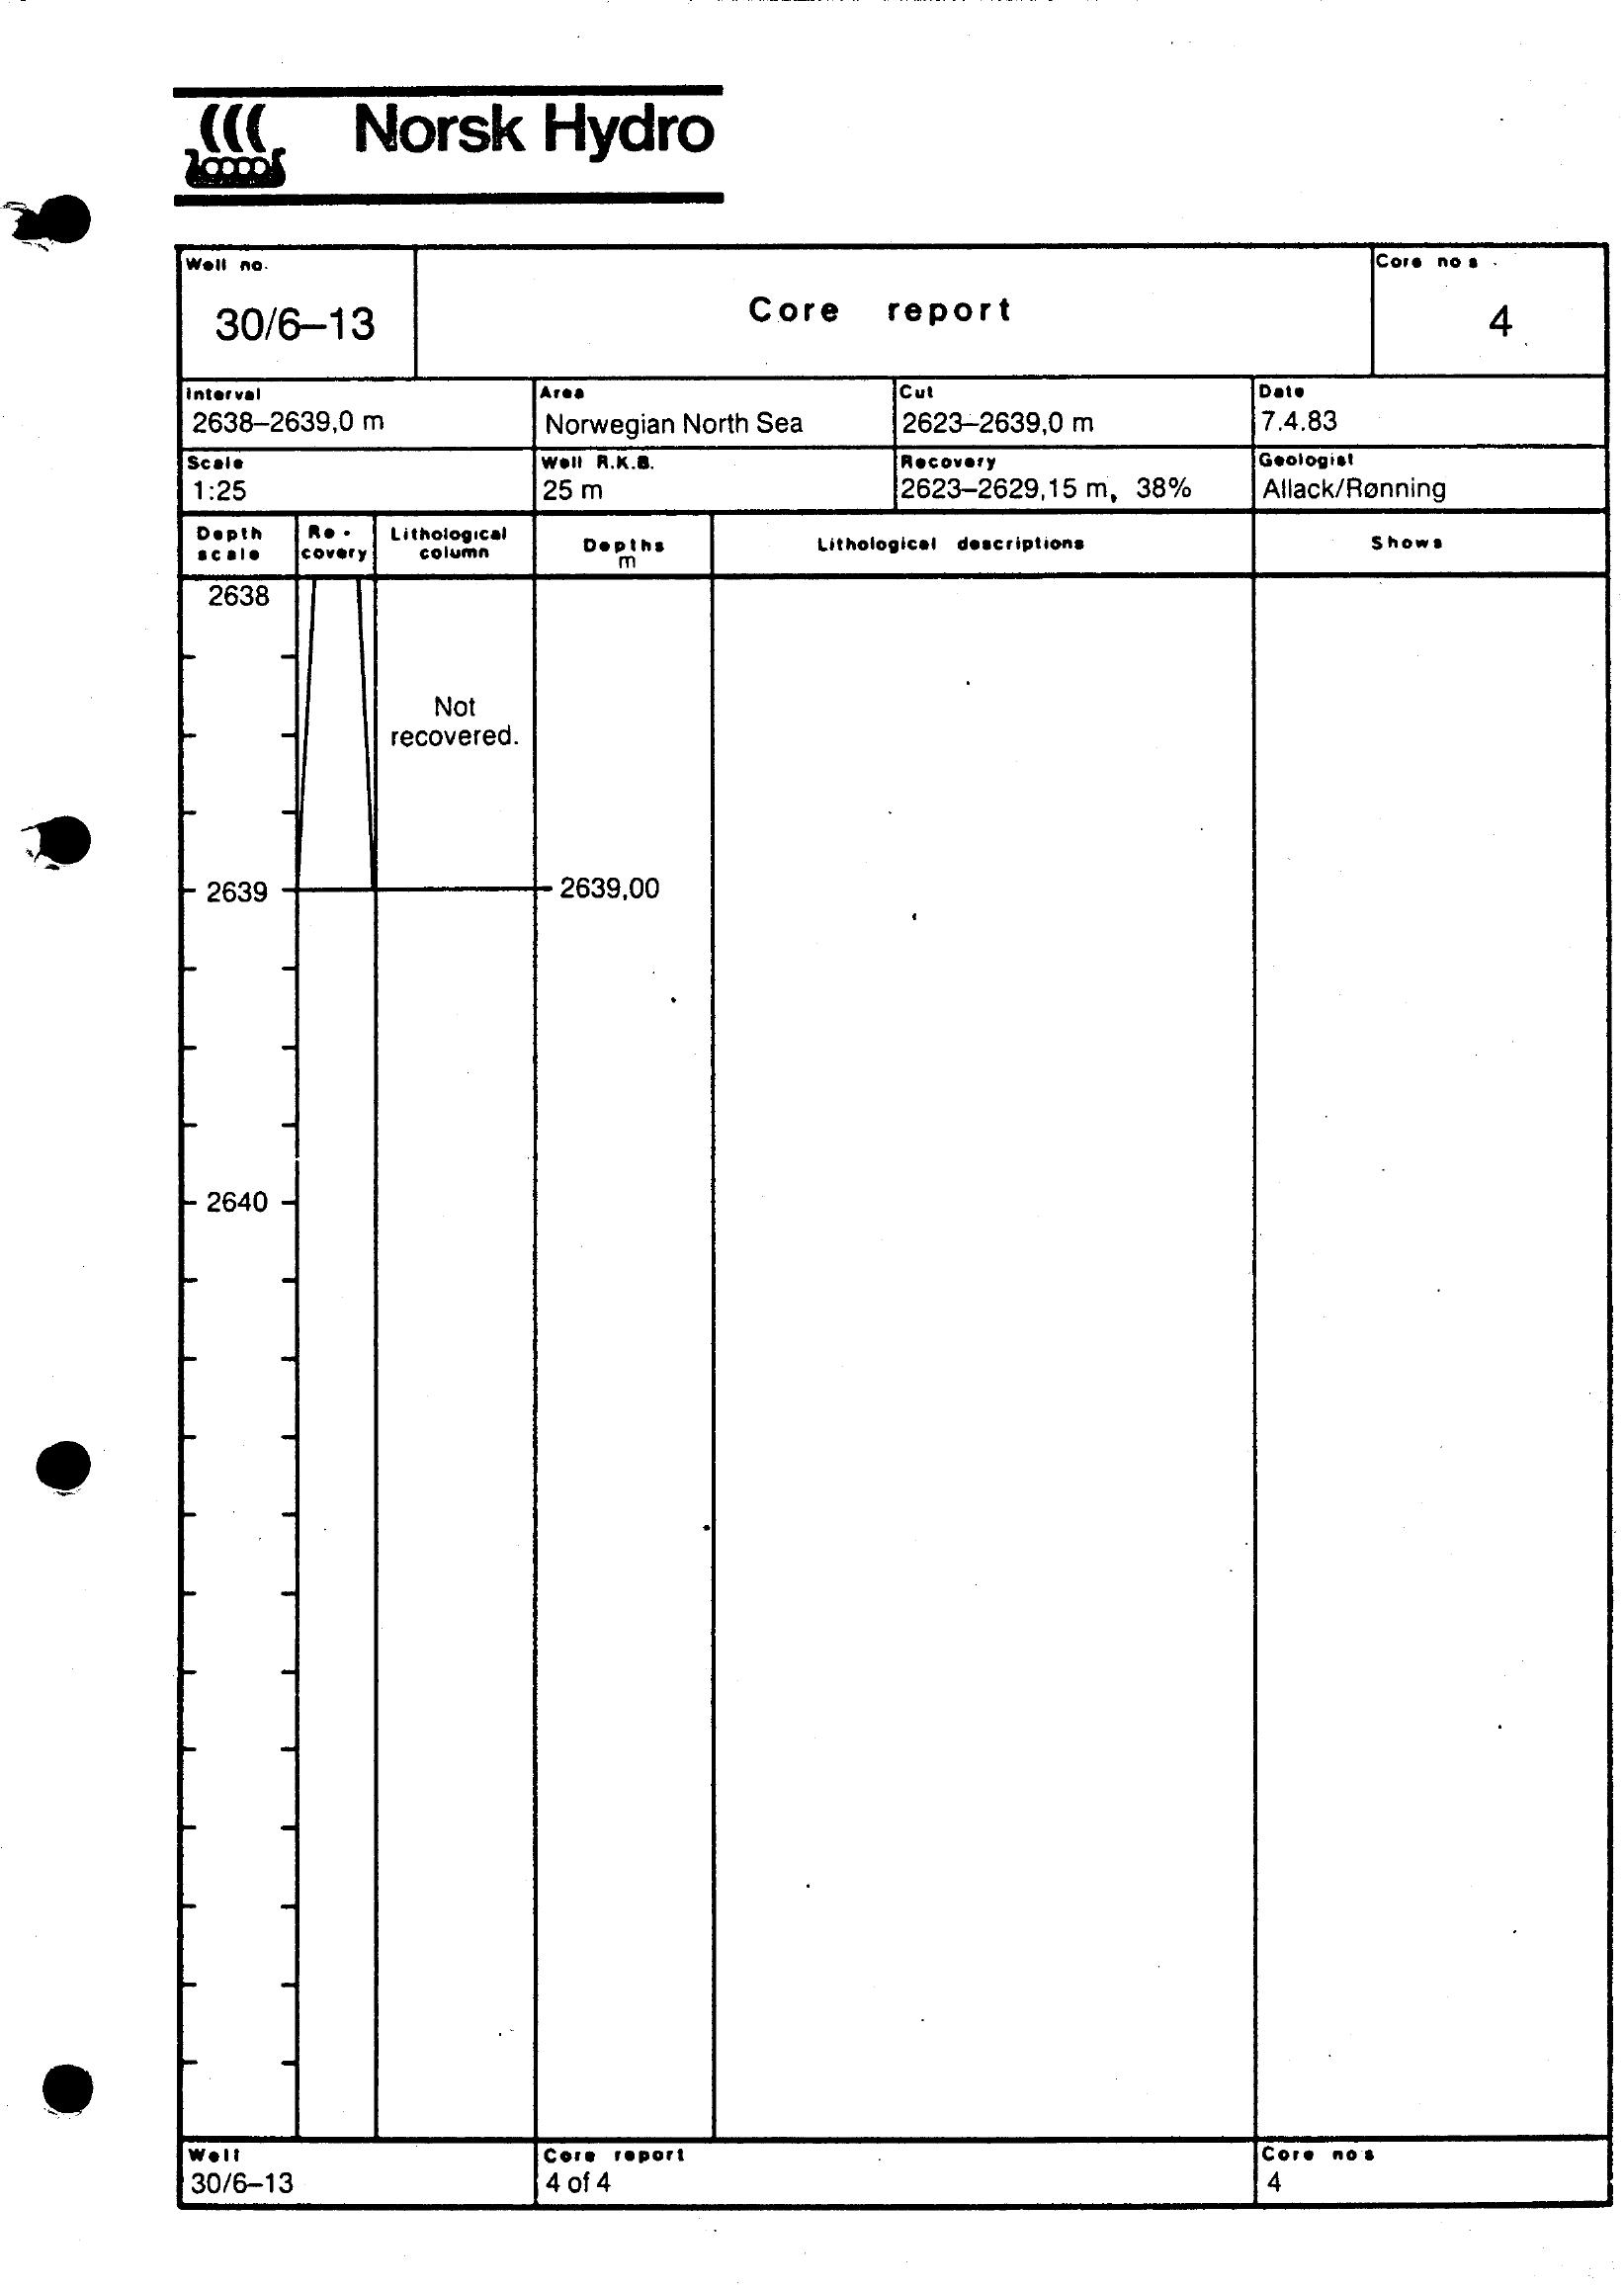 Norsk Hydro
Well no.
30/6–13
Core report
Core no s
4
Interval
2638–2639,0 m
Area
Norwegian North Sea
Cut
2623–2639,0 m
Date
7.4.83
Scale
1:25
Well R.K.B.
25 m
Recovery
2623–2629,15 m, 38%
Geologist
Allack/Rønning
Depth
scale
Re-
covery
Lithological
column
Depths
m
Lithological descriptions
Shows
2638
Not
recovered.
2639
2639,00
2640
Well
30/6–13
Core report
4 of 4
Core no s
4